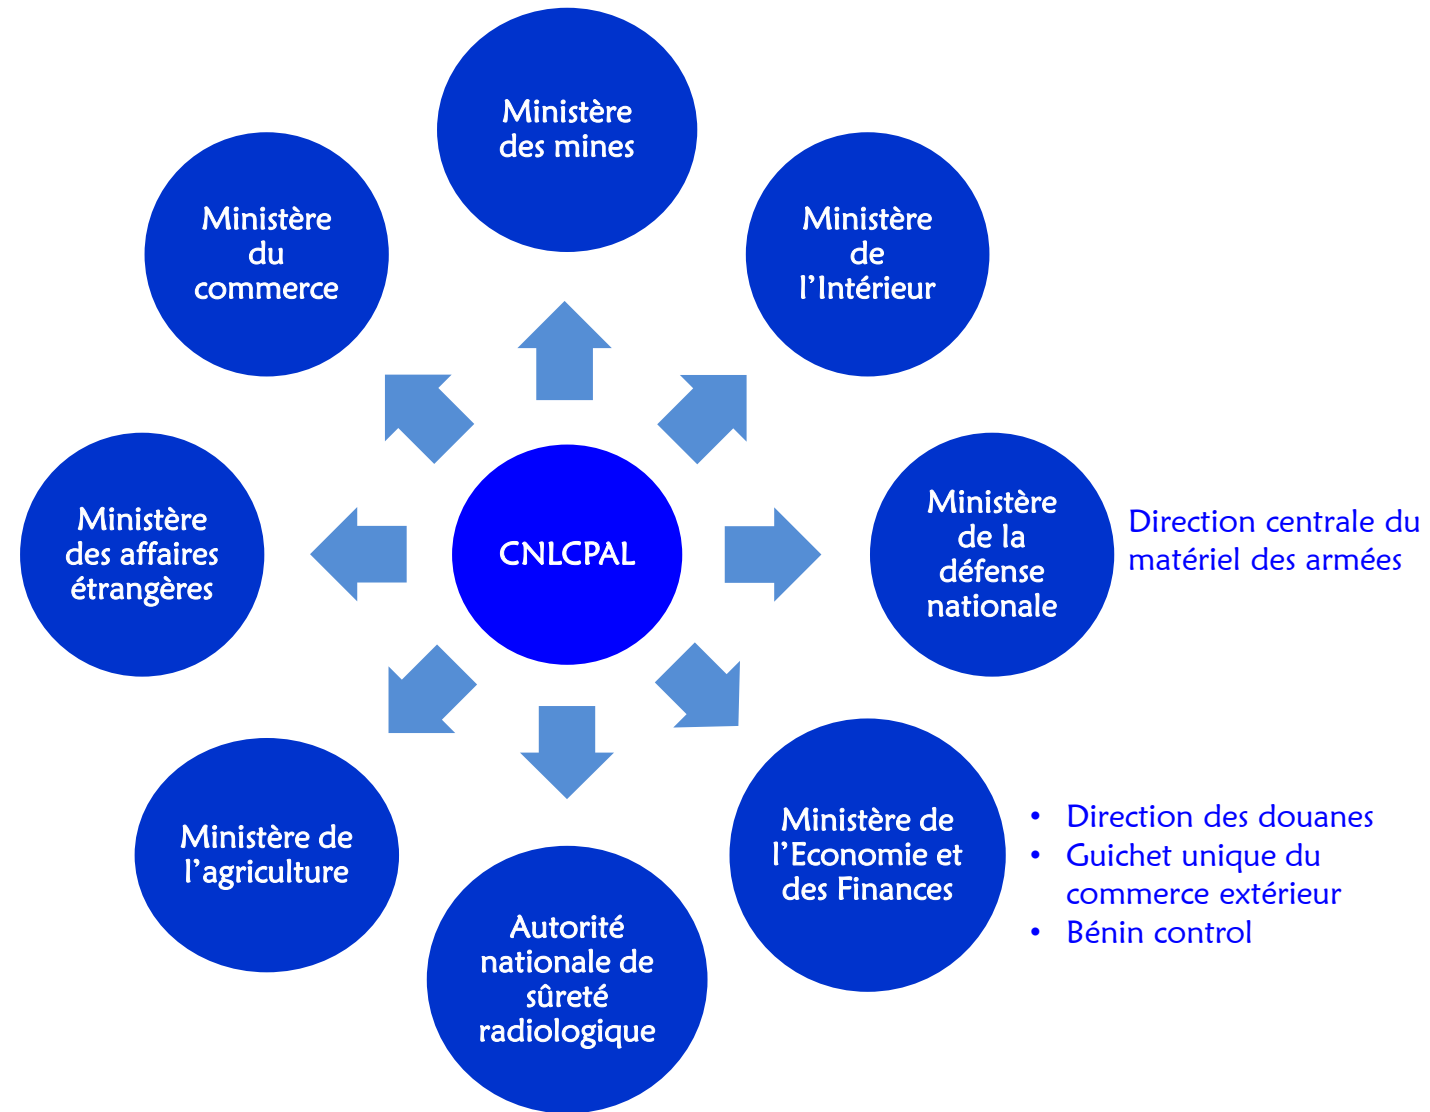 Ministère
des mines
Ministère
du
commerce
Ministère
de
l'Intérieur
Ministère
des affaires
étrangères
CNLCPAL
Ministère
de la
défense
nationale
Direction centrale du
matériel des armées
Ministère de
l'agriculture
Autorité
nationale de
sûreté
radiologique
Ministère de
l'Economie et
des Finances
• Direction des douanes
• Guichet unique du
commerce extérieur
• Bénin control